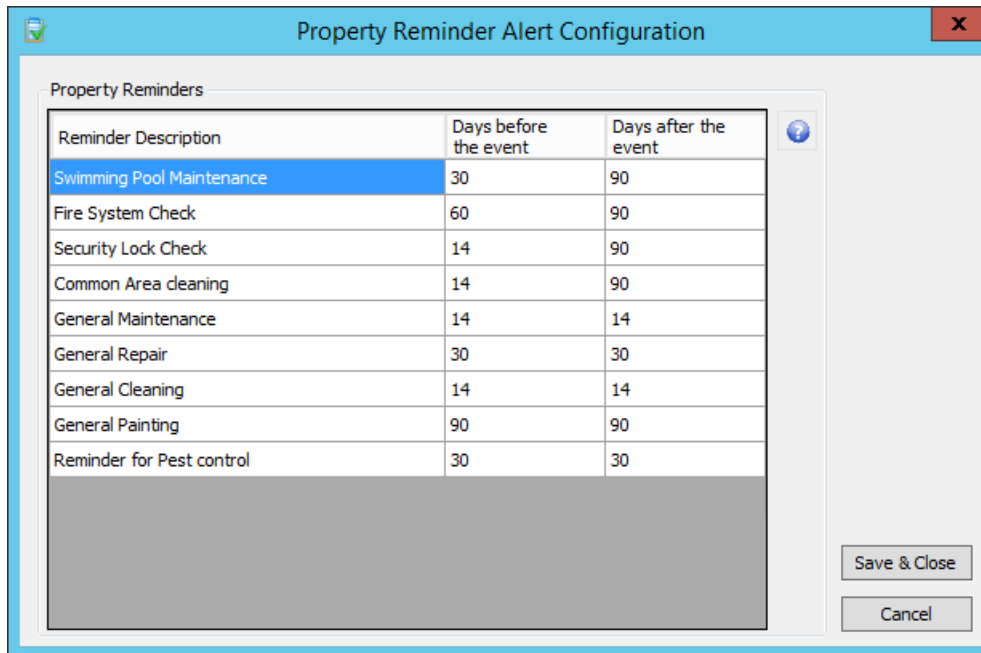 Property Reminder Alert Configuration
x
Property Reminders
Reminder Description
Days before
the event
Days after the
event
?
Swimming Pool Maintenance 30 90
Fire System Check 60 90
Security Lock Check 14 90
Common Area cleaning 14 90
General Maintenance 14 14
General Repair 30 30
General Cleaning 14 14
General Painting 90 90
Reminder for Pest control 30 30
Save & Close
Cancel